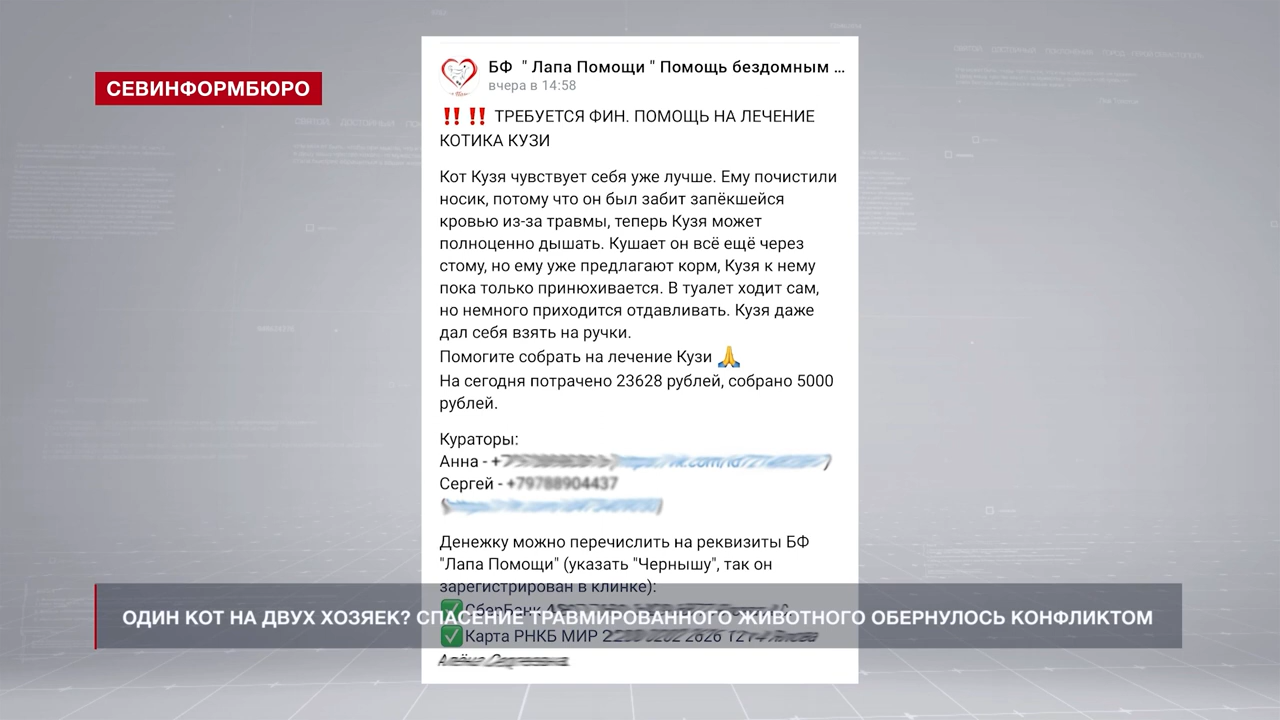 СЕВИНФОРМБЮРО
БФ " Лапа Помощи " Помощь бездомным ...
вчера в 14:58
‼️ ‼️ ТРЕБУЕТСЯ ФИН. ПОМОЩЬ НА ЛЕЧЕНИЕ
КОТИКА КУЗИ
Кот Кузя чувствует себя уже лучше. Ему почистили
носик, потому что он был забит запёкшейся
кровью из-за травмы, теперь Кузя может
полноценно дышать. Кушает он всё ещё через
стому, но ему уже предлагают корм, Кузя к нему
пока только принюхивается. В туалет ходит сам,
но немного приходится отдавливать. Кузя даже
дал себя взять на ручки.
Помогите собрать на лечение Кузи 🙏
На сегодня потрачено 23628 рублей, собрано 5000
рублей.
Кураторы:
Анна -
Сергей -
Денежку можно перечислить на реквизиты БФ
"Лапа Помощи" (указать "Чернышу", так он
зарегистрирован в клинке):
✅ СберБанк
ОДИН КОТ НА ДВУХ ХОЗЯЕК? СПАСЕНИЕ ТРАВМИРОВАННОГО ЖИВОТНОГО ОБЕРНУЛОСЬ КОНФЛИКТОМ
✅ Карта РНКБ МИР